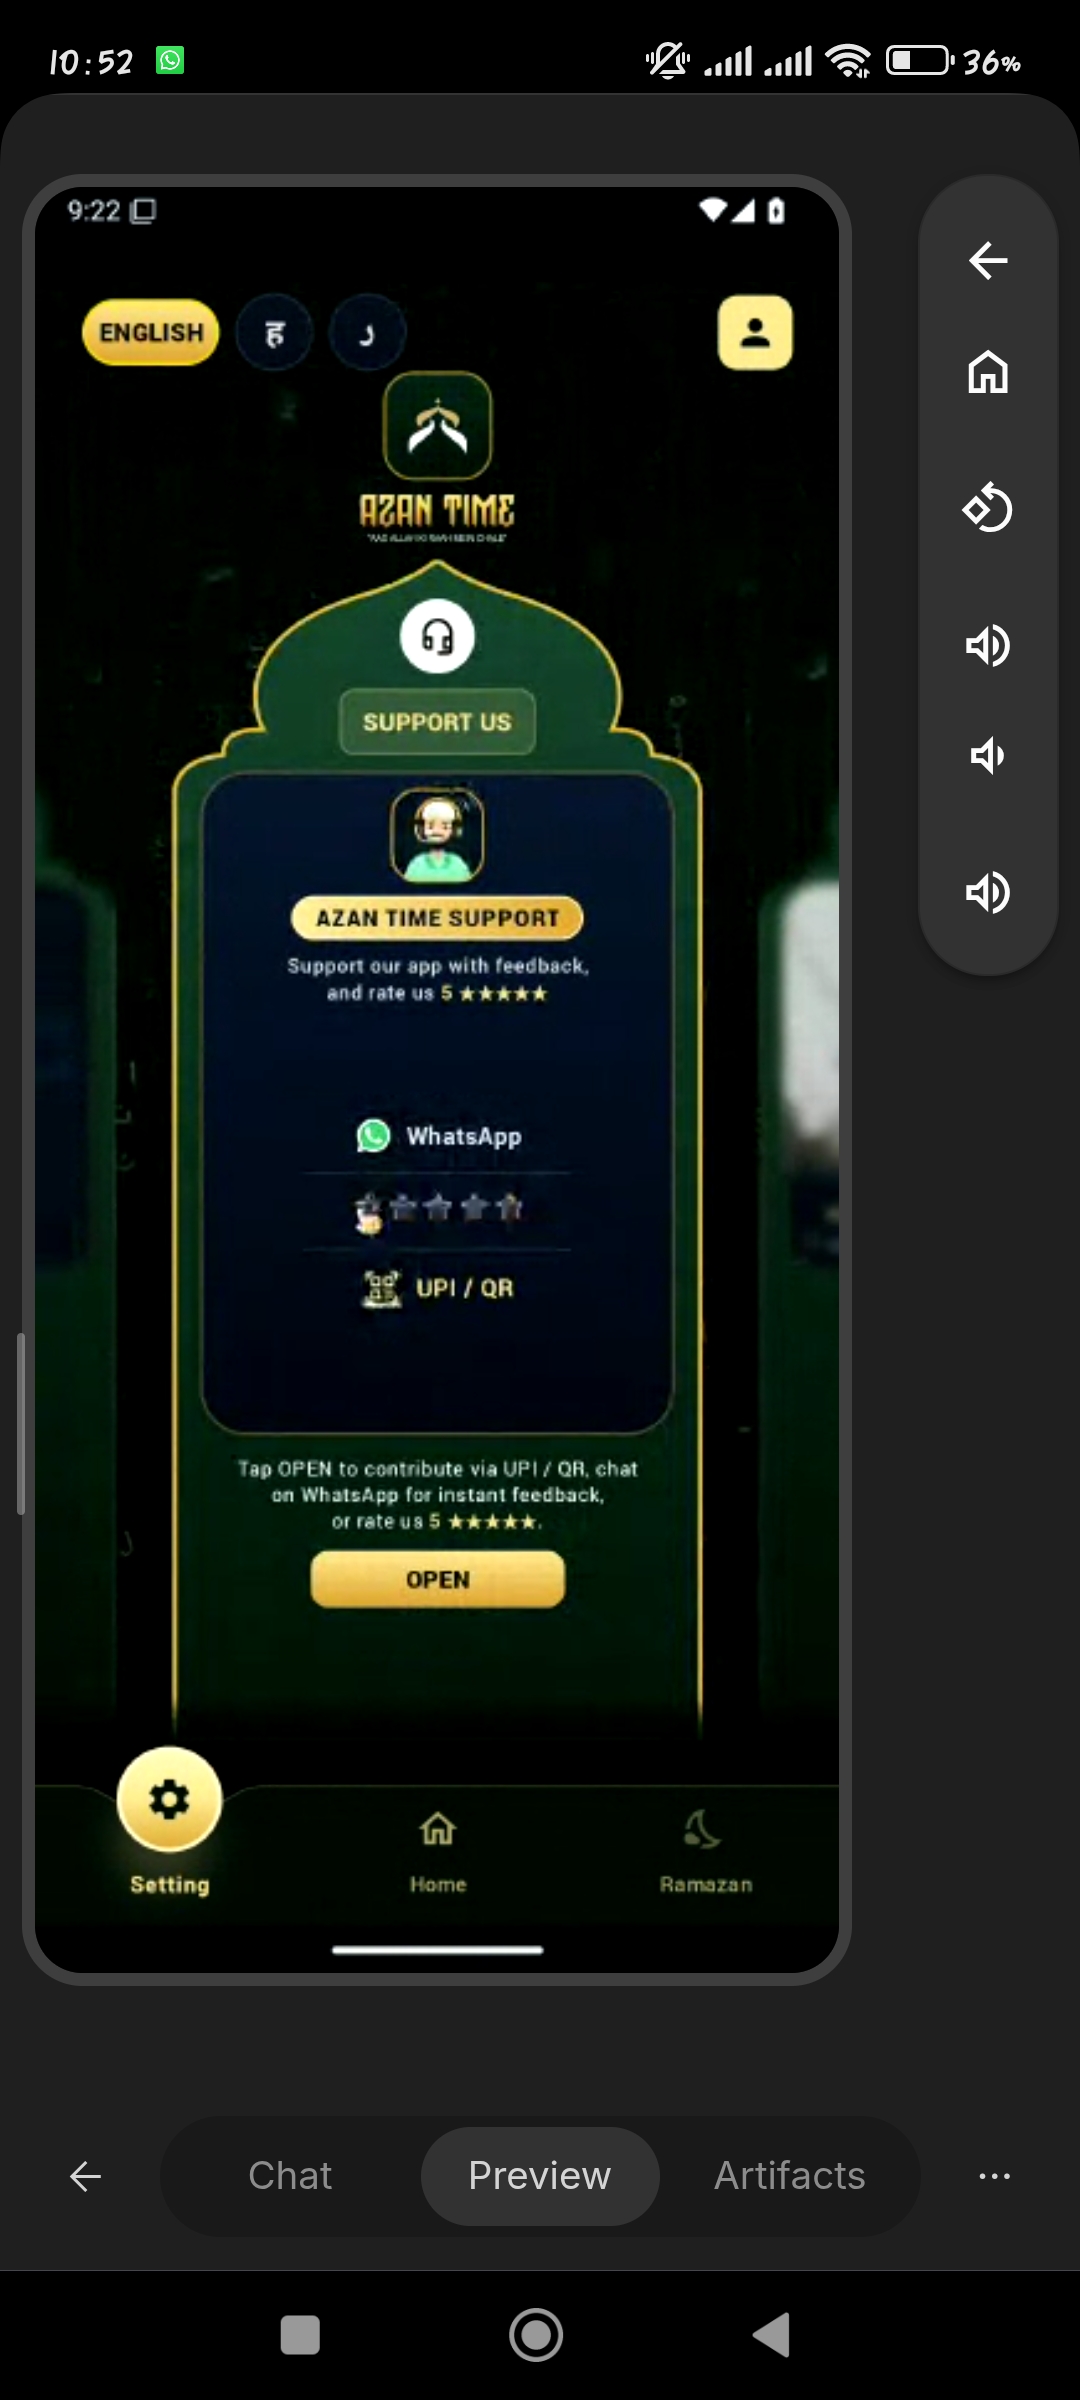 10:52
36%
9:22
ENGLISH
ह
ر
AZAN TIME
SUPPORT US
AZAN TIME SUPPORT
Support our app with feedback,
and rate us 5 ★★★★★
WhatsApp
UPI / QR
Tap OPEN to contribute via UPI / QR, chat
on WhatsApp for instant feedback,
or rate us 5 ★★★★★.
OPEN
Setting
Home
Ramazan
Chat
Preview
Artifacts